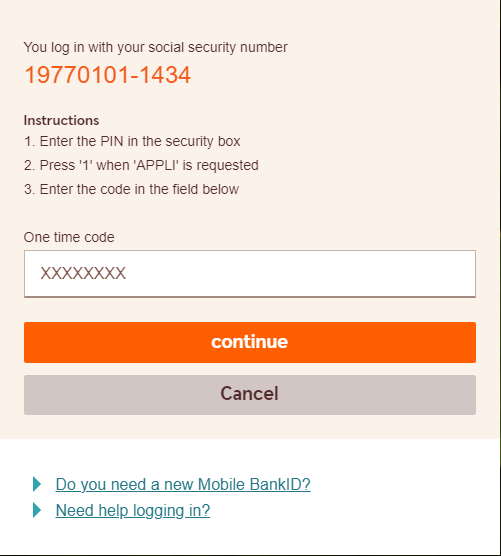 You log in with your social security number
19770101-1434
Instructions
1. Enter the PIN in the security box
2. Press '1' when 'APPLI' is requested
3. Enter the code in the field below
One time code
XXXXXXXX
continue
Cancel
Do you need a new Mobile BankID?
Need help logging in?